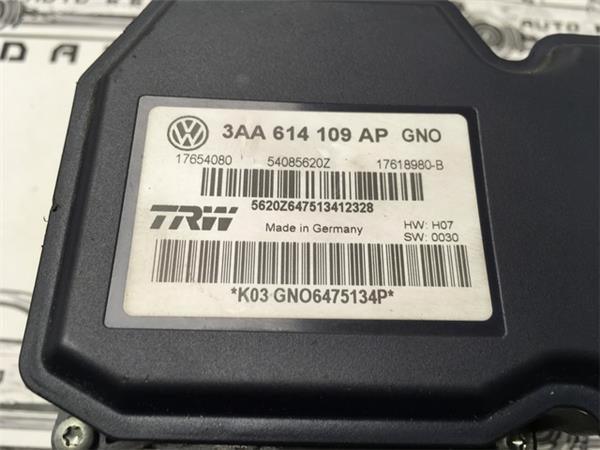 VW
3AA 614 109 AP GNO
17654080 54085620Z 17618980-B
5620Z647513412328
TRW Made in Germany HW: H07
SW: 0030
*K03 GNO6475134P*